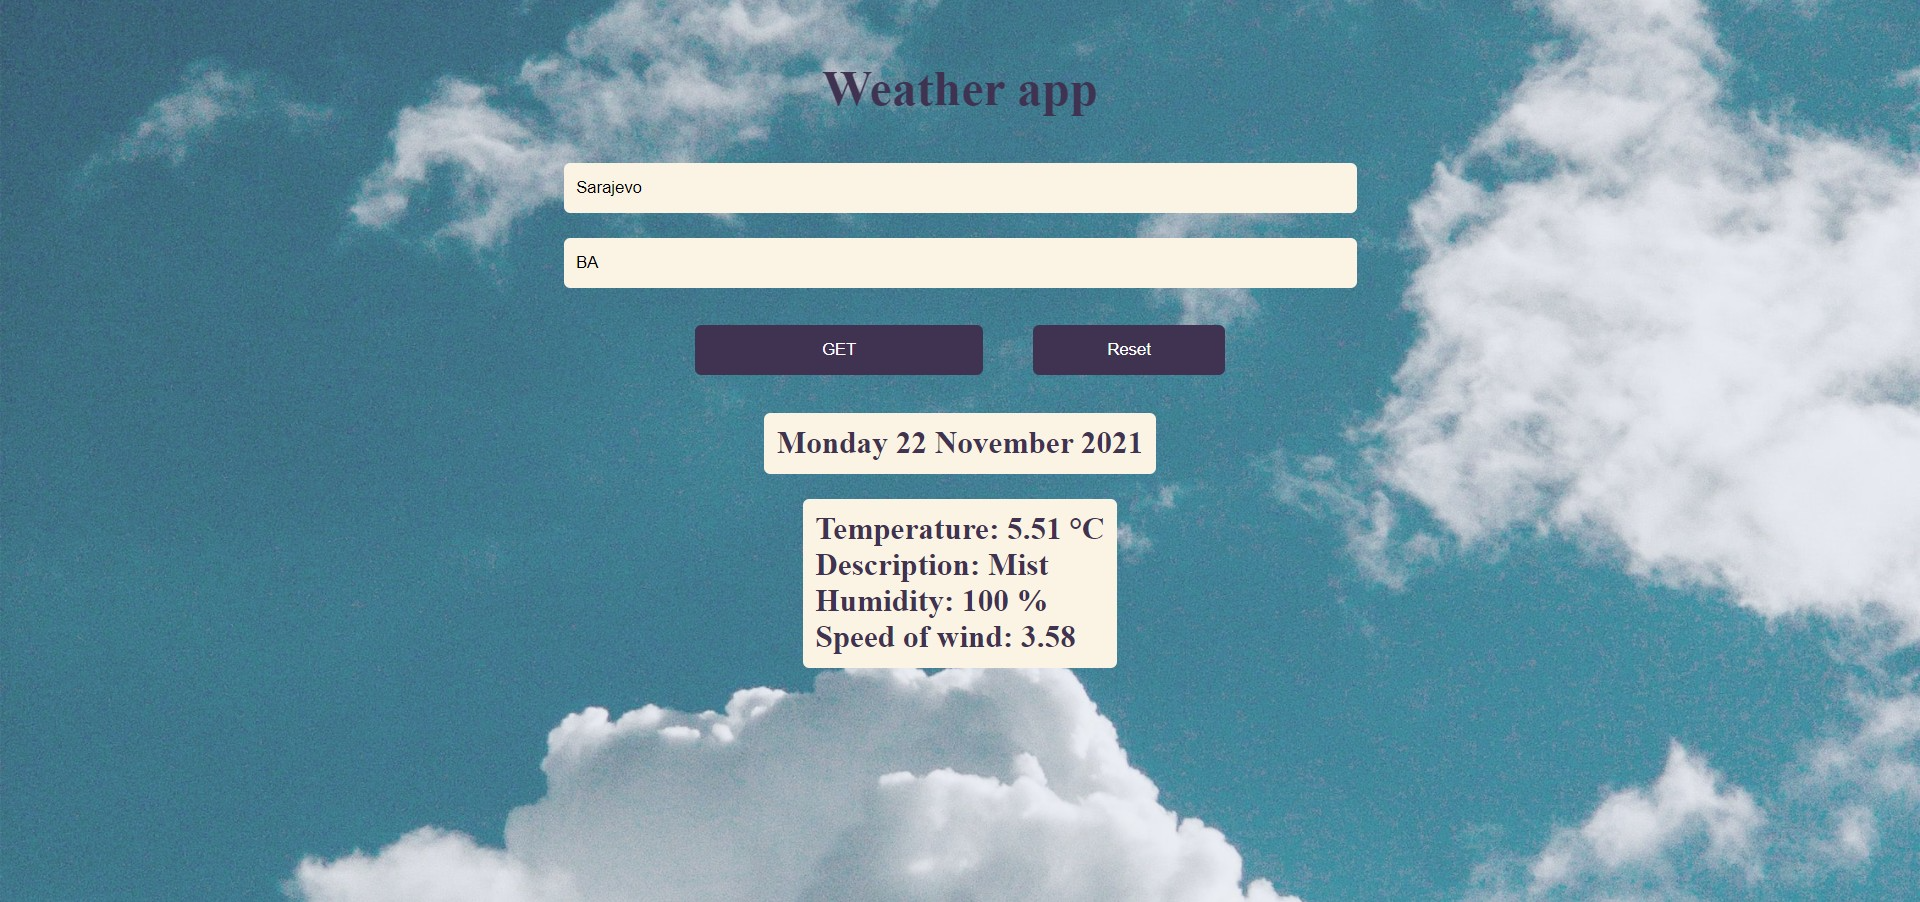 Weather app
Sarajevo
BA
GET Reset
Monday 22 November 2021
Temperature: 5.51 °C
Description: Mist
Humidity: 100 %
Speed of wind: 3.58